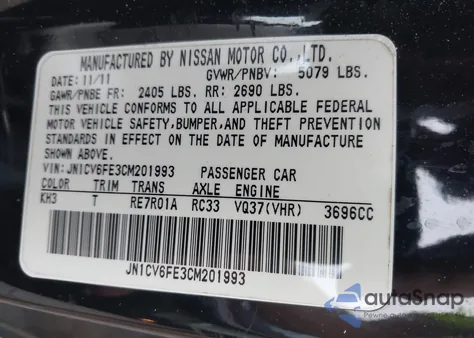 MANUFACTURED BY NISSAN MOTOR CO.,LTD.
DATE: 11/11 GVWR/PNBV: 5079 LBS.
GAWR/PNBE FR: 2405 LBS. RR: 2690 LBS.
THIS VEHICLE CONFORMS TO ALL APPLICABLE FEDERAL
MOTOR VEHICLE SAFETY, BUMPER, AND THEFT PREVENTION
STANDARDS IN EFFECT ON THE DATE OF MANUFACTURE
SHOWN ABOVE.
VIN: JN1CV6FE3CM201993 PASSENGER CAR
COLOR TRIM TRANS AXLE ENGINE
KH3 T RE7R01A RC33 VQ37(VHR) 3696CC
JN1CV6FE3CM201993
autaSnap